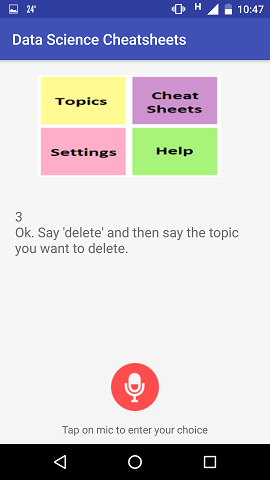 24°
H
10:47
Data Science Cheatsheets
Topics
Cheat
Sheets
Settings
Help
3
Ok. Say 'delete' and then say the topic
you want to delete.
Tap on mic to enter your choice